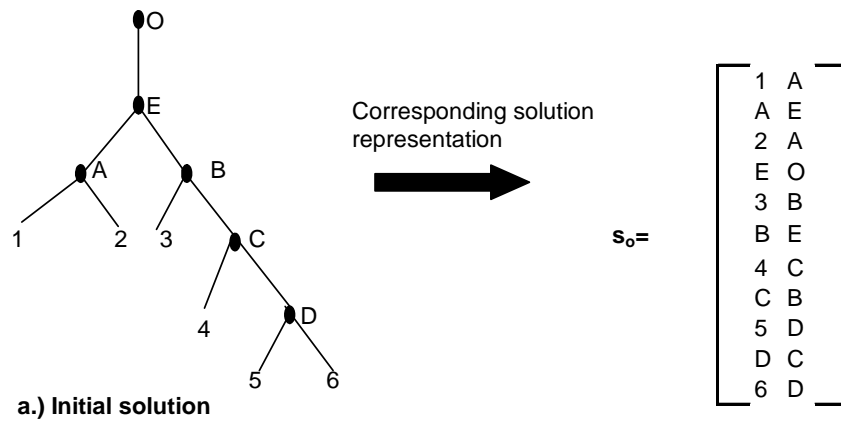 O
E
A
B
1
2
3
C
4
D
5
6
a.) Initial solution
Corresponding solution
representation
so=
1 A
A E
2 A
E O
3 B
B E
4 C
C B
5 D
D C
6 D